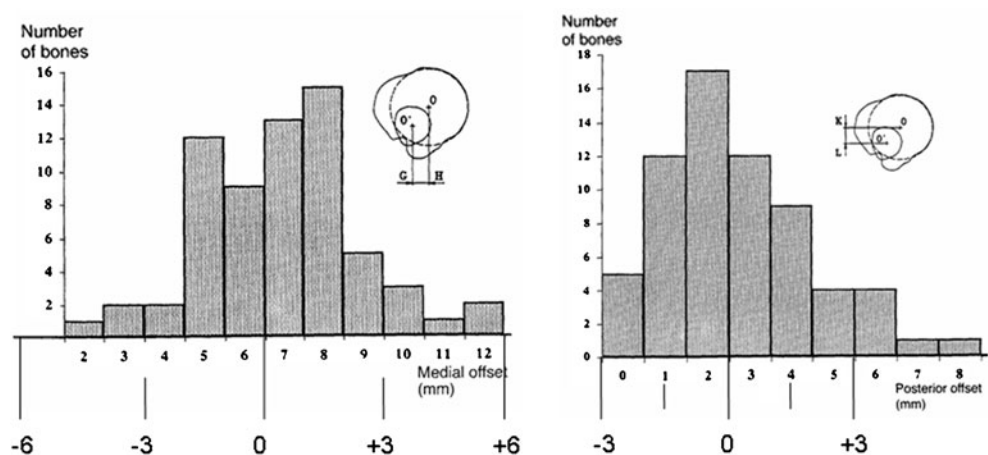 Number
of bones
16
14
12
10
8
6
4
2
O
O'
G H
2 3 4 5 6 7 8 9 10 11 12
Medial offset
(mm)
-6 -3 0 +3 +6
Number
of bones
18
16
14
12
10
8
6
4
2
0
K
O
O'
L
0 1 2 3 4 5 6 7 8
Posterior offset
(mm)
-3 0 +3